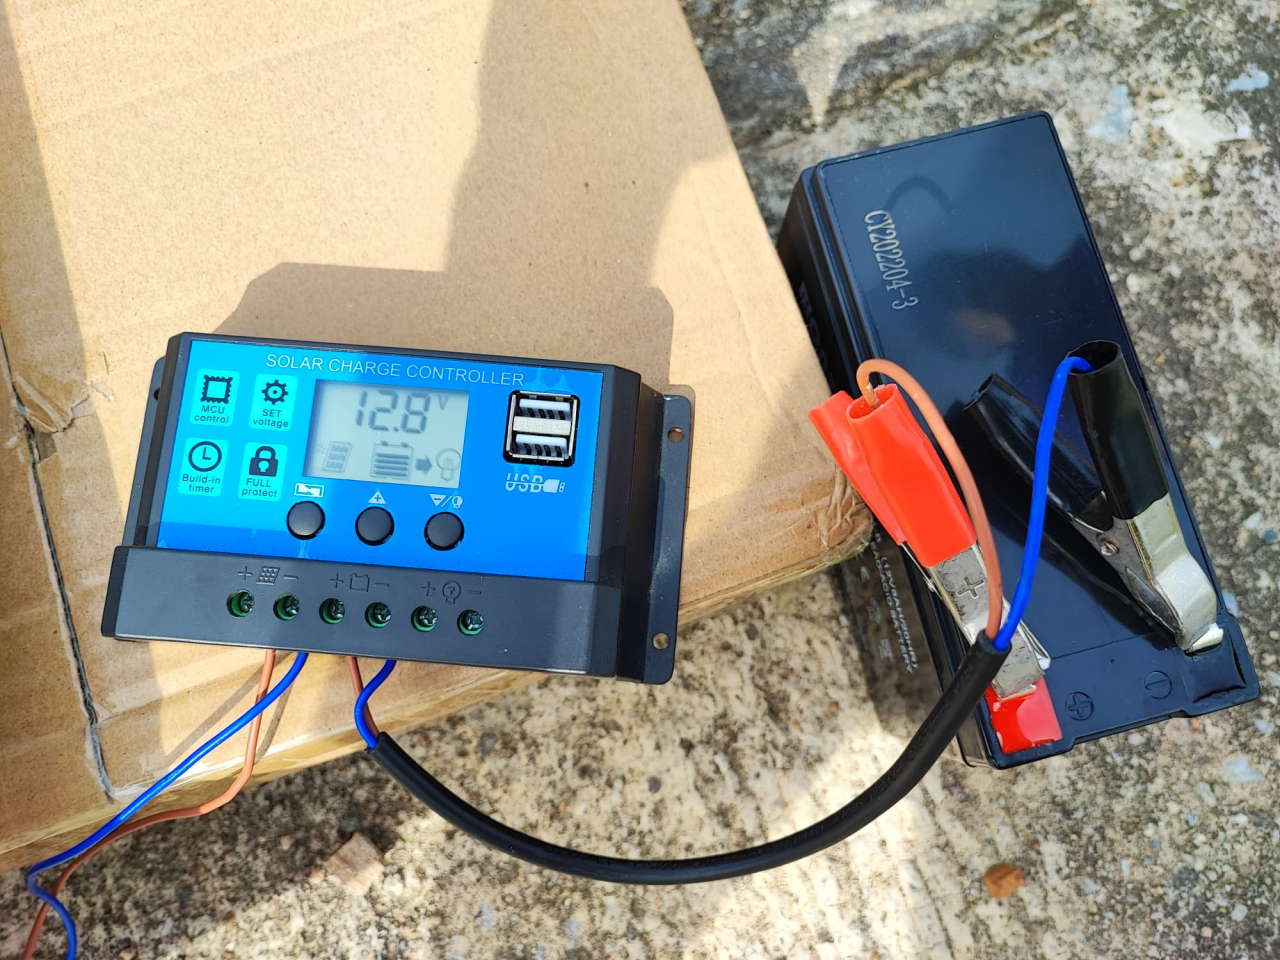 SOLAR CHARGE CONTROLLER
MCU
control
SET
voltage
Build-in
timer
FULL
protect
12.8 V
USB
+ −
+ −
+ −
CY202204-3
+
+
−